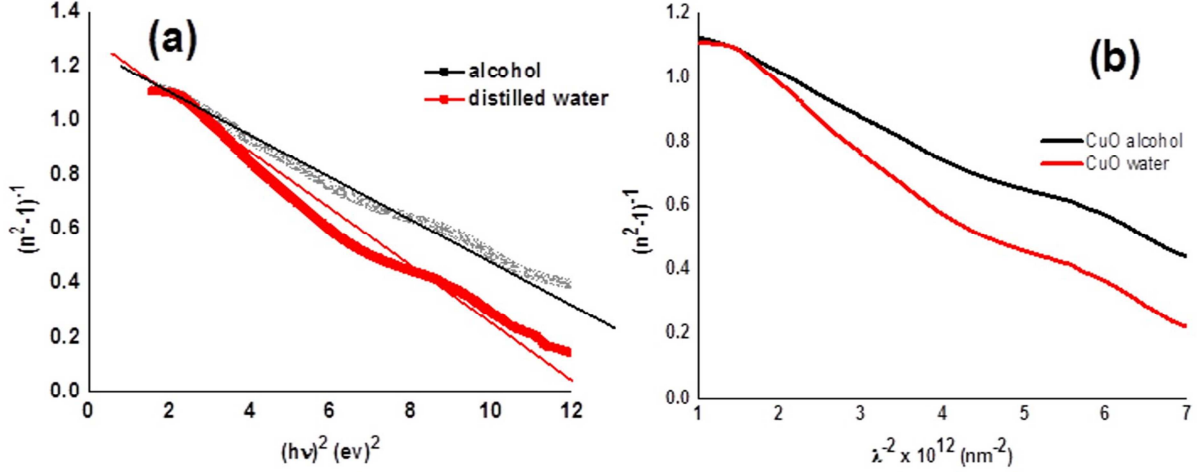 1.4
(a)
1.2
alcohol
distilled water
1.0
0.8
0.6
0.4
0.2
0.0
(n²-1)⁻¹
0 2 4 6 8 10 12
(hν)² (ev)²
1.2
(b)
1.0
CuO alcohol
CuO water
0.8
0.6
0.4
0.2
0.0
(n²-1)⁻¹
1 2 3 4 5 6 7
λ⁻² x 10¹² (nm⁻²)